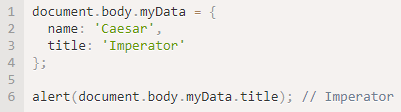 1 document.body.myData = {
2   name: 'Caesar',
3   title: 'Imperator'
4 };
5
6 alert(document.body.myData.title); // Imperator